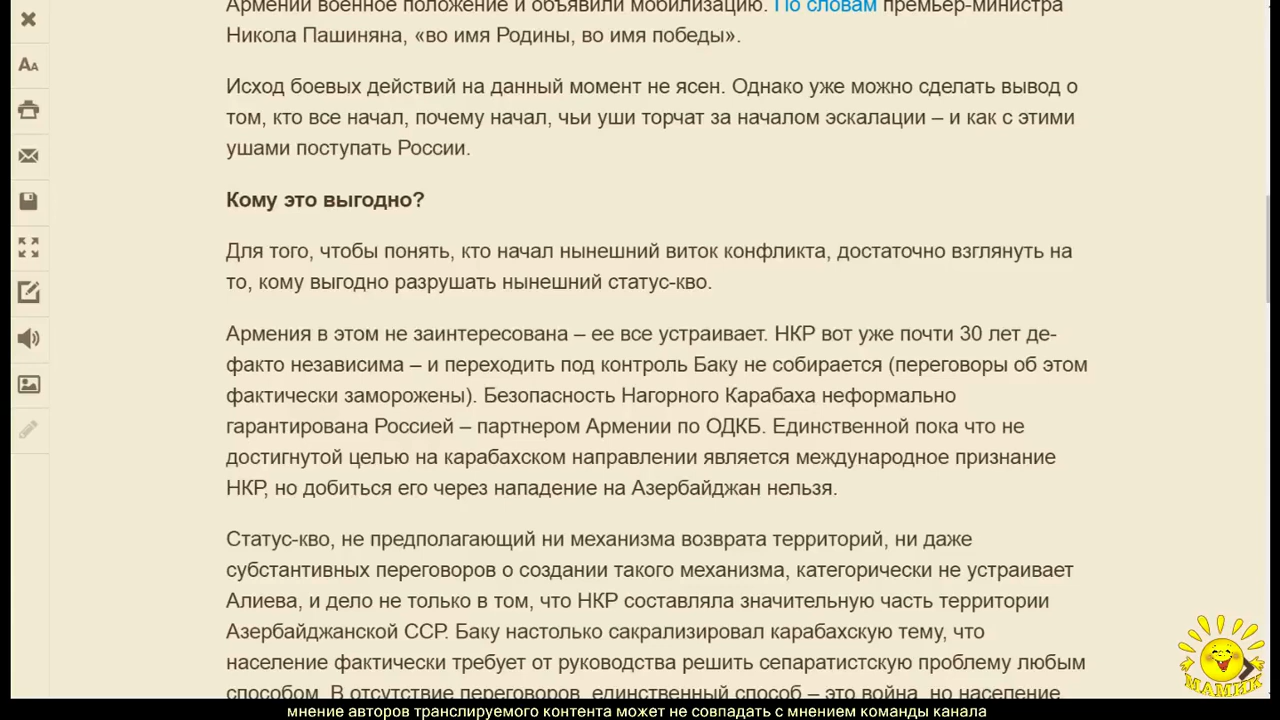 Армении военное положение и объявили мобилизацию. По словам премьер-министра
Никола Пашиняна, «во имя Родины, во имя победы».
Исход боевых действий на данный момент не ясен. Однако уже можно сделать вывод о
том, кто все начал, почему начал, чьи уши торчат за началом эскалации – и как с этими
ушами поступать России.
Кому это выгодно?
Для того, чтобы понять, кто начал нынешний виток конфликта, достаточно взглянуть на
то, кому выгодно разрушать нынешний статус-кво.
Армения в этом не заинтересована – ее все устраивает. НКР вот уже почти 30 лет де-
факто независима – и переходить под контроль Баку не собирается (переговоры об этом
фактически заморожены). Безопасность Нагорного Карабаха неформально
гарантирована Россией – партнером Армении по ОДКБ. Единственной пока что не
достигнутой целью на карабахском направлении является международное признание
НКР, но добиться его через нападение на Азербайджан нельзя.
Статус-кво, не предполагающий ни механизма возврата территорий, ни даже
субстантивных переговоров о создании такого механизма, категорически не устраивает
Алиева, и дело не только в том, что НКР составляла значительную часть территории
Азербайджанской ССР. Баку настолько сакрализировал карабахскую тему, что
население фактически требует от руководства решить сепаратистскую проблему любым
способом. В отсутствие переговоров, единственный способ – это война, но население
МАМИК
мнение авторов транслируемого контента может не совпадать с мнением команды канала